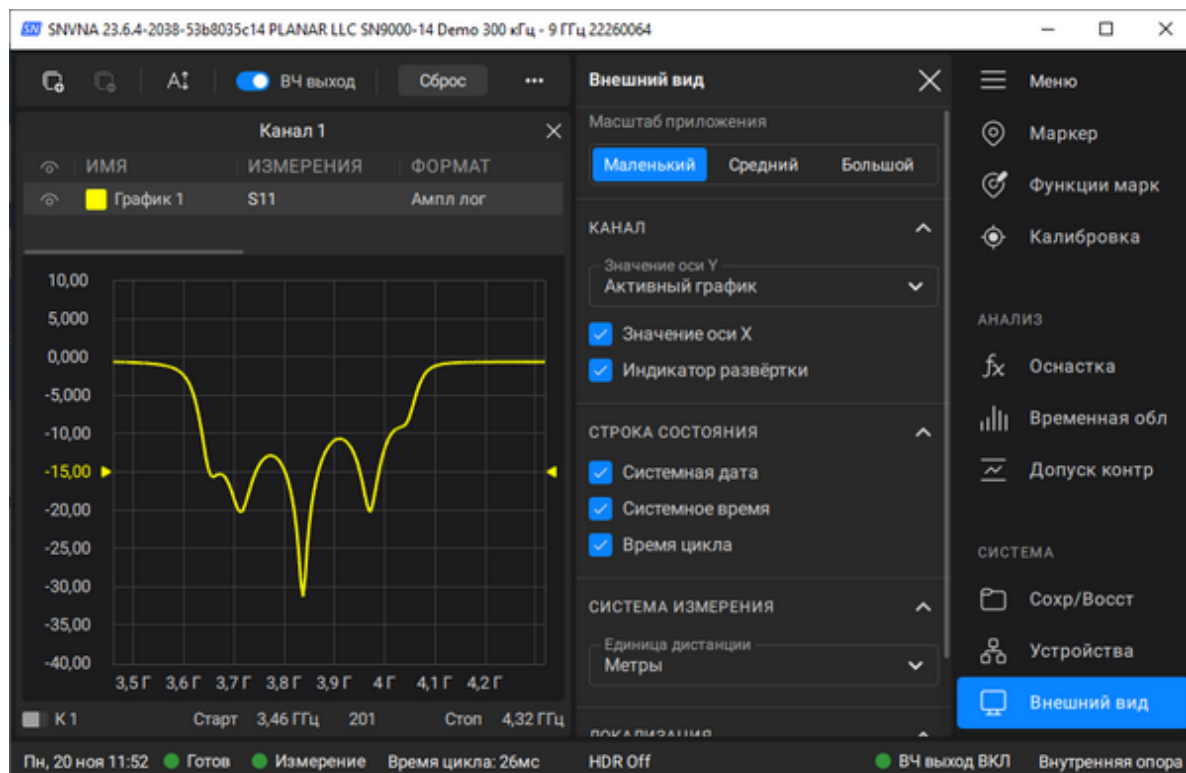 SNVNA 23.6.4-2038-53b8035c14 PLANAR LLC SN9000-14 Demo 300 кГц - 9 ГГц 22260064
ВЧ выход
Сброс
Канал 1
ИМЯ ИЗМЕРЕНИЯ ФОРМАТ
График 1 S11 Ампл лог
10,00
5,000
0,000
-5,000
-10,00
-15,00
-20,00
-25,00
-30,00
-35,00
-40,00
3,5 Г 3,6 Г 3,7 Г 3,8 Г 3,9 Г 4 Г 4,1 Г 4,2 Г
К 1 Старт 3,46 ГГц 201 Стоп 4,32 ГГц
Внешний вид
Масштаб приложения
Маленький Средний Большой
КАНАЛ
Значение оси Y
Активный график
Значение оси X
Индикатор развёртки
СТРОКА СОСТОЯНИЯ
Системная дата
Системное время
Время цикла
СИСТЕМА ИЗМЕРЕНИЯ
Единица дистанции
Метры
ЛОКАЛИЗАЦИЯ
Меню
Маркер
Функции марк
Калибровка
АНАЛИЗ
Оснастка
Временная обл
Допуск контр
СИСТЕМА
Сохр/Восст
Устройства
Внешний вид
Пн, 20 ноя 11:52 Готов Измерение Время цикла: 26мс HDR Off ВЧ выход ВКЛ Внутренняя опора